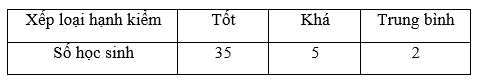 Xếp loại hạnh kiểm Tốt Khá Trung bình
Số học sinh 35 5 2